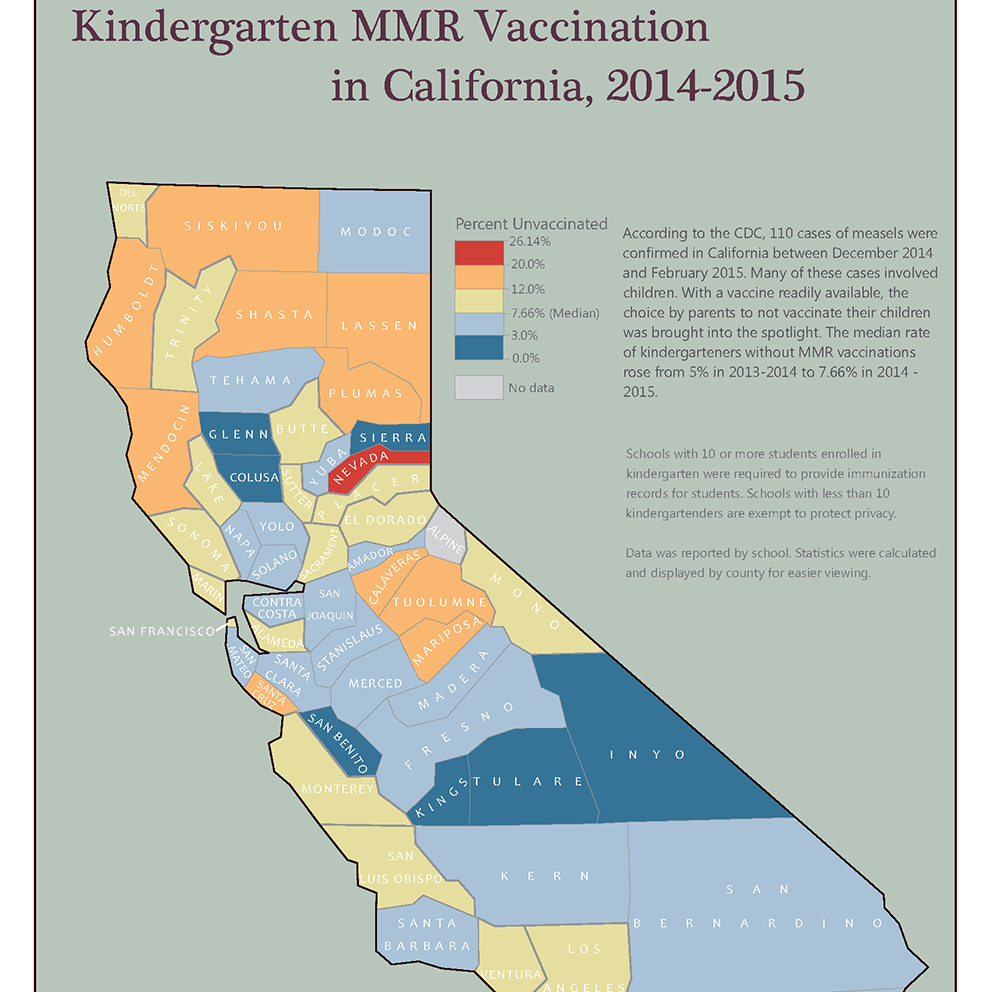 Kindergarten MMR Vaccination
in California, 2014-2015
DEL
NORTE
SISKIYOU
MODOC
HUMBOLDT
TRINITY
SHASTA
LASSEN
TEHAMA
PLUMAS
MENDOCIN
GLENN
BUTTE
SIERRA
LAKE
COLUSA
SUTTER
YUBA
NEVADA
PLACER
SONOMA
NAPA
YOLO
SOLANO
SACRAMENT
EL DORADO
ALPINE
AMADOR
CALAVERAS
TUOLUMNE
MONO
MARIN
CONTRA
COSTA
SAN
JOAQUIN
SAN FRANCISCO
ALAMEDA
STANISLAUS
MARIPOSA
SAN
MATEO
SANTA
CLARA
SANTA
CRUZ
MERCED
MADERA
SAN BENITO
FRESNO
INYO
MONTEREY
KINGS
TULARE
SAN
LUIS OBISPO
KERN
SAN
BERNARDINO
SANTA
BARBARA
VENTURA
LOS
ANGELES
Percent Unvaccinated
26.14%
20.0%
12.0%
7.66% (Median)
3.0%
0.0%
No data
According to the CDC, 110 cases of measels were
confirmed in California between December 2014
and February 2015. Many of these cases involved
children. With a vaccine readily available, the
choice by parents to not vaccinate their children
was brought into the spotlight. The median rate
of kindergarteners without MMR vaccinations
rose from 5% in 2013-2014 to 7.66% in 2014 -
2015.
Schools with 10 or more students enrolled in
kindergarten were required to provide immunization
records for students. Schools with less than 10
kindergartenders are exempt to protect privacy.
Data was reported by school. Statistics were calculated
and displayed by county for easier viewing.